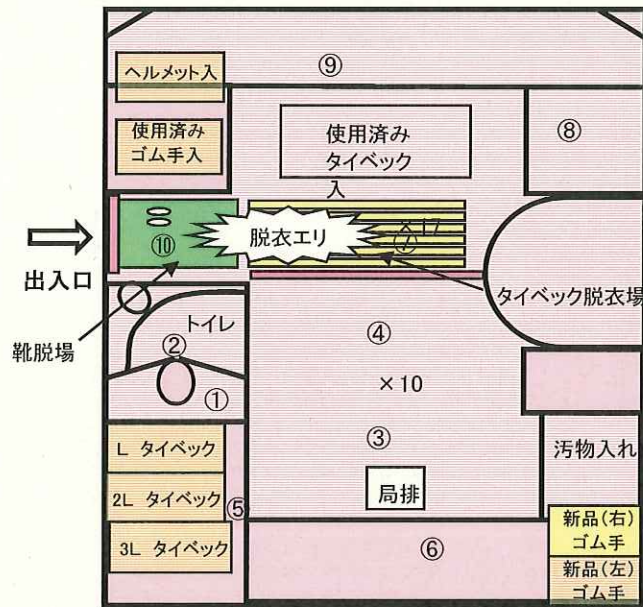 ⑨
ヘルメット入
使用済み
ゴム手入
使用済み
タイベック
入
⑧
×17
⑦
脱衣エリ
⑩
出入口
タイベック脱衣場
靴脱場
トイレ
②
①
④
×10
③
局排
L タイベック
2L タイベック
3L タイベック
⑤
⑥
汚物入れ
新品(右)
ゴム手
新品(左)
ゴム手